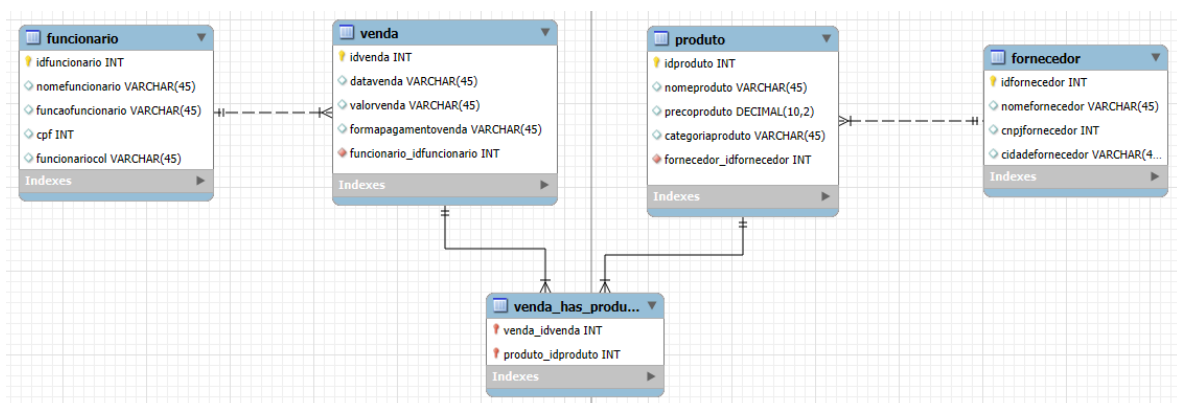 funcionario
idfuncionario INT
nomefuncionario VARCHAR(45)
funcaofuncionario VARCHAR(45)
cpf INT
funcionariocol VARCHAR(45)
Indexes
venda
idvenda INT
datavenda VARCHAR(45)
valorvenda VARCHAR(45)
formapagamentovenda VARCHAR(45)
funcionario_idfuncionario INT
Indexes
produto
idproduto INT
nomeproduto VARCHAR(45)
precoproduto DECIMAL(10,2)
categoriaproduto VARCHAR(45)
fornecedor_idfornecedor INT
Indexes
fornecedor
idfornecedor INT
nomefornecedor VARCHAR(45)
cnpjfornecedor INT
cidadefornecedor VARCHAR(4...
Indexes
venda_has_produ...
venda_idvenda INT
produto_idproduto INT
Indexes